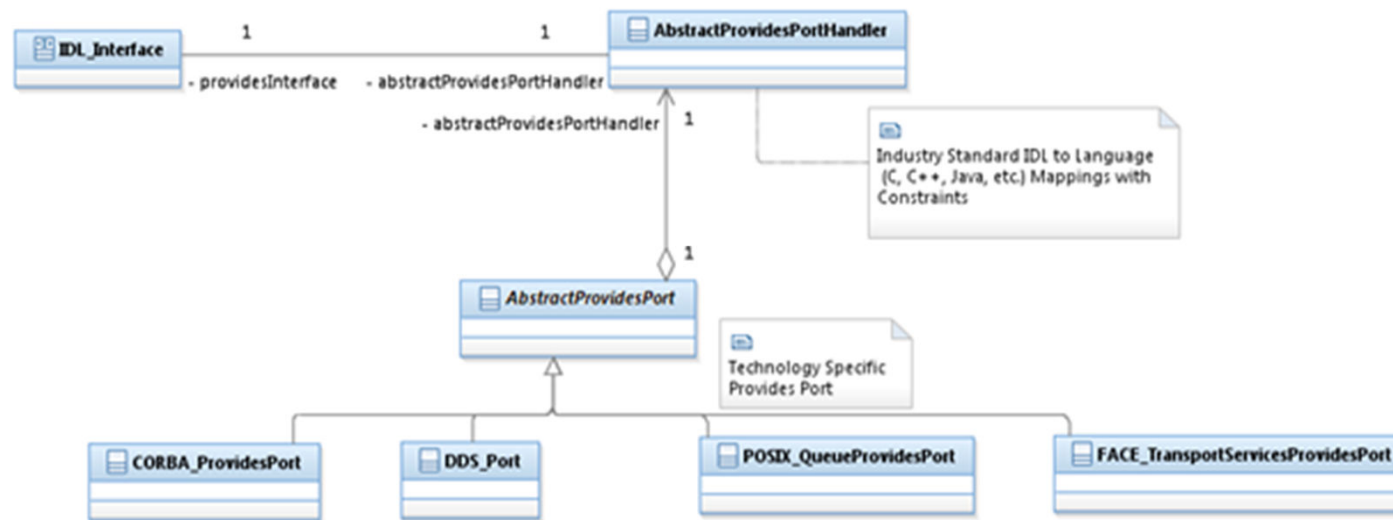 1
1
AbstractProvidesPortHandler
IDL_Interface
- providesInterface
- abstractProvidesPortHandler
- abstractProvidesPortHandler
1
Industry Standard IDL to Language
(C, C++, Java, etc.) Mappings with
Constraints
1
AbstractProvidesPort
Technology Specific
Provides Port
CORBA_ProvidesPort
DDS_Port
POSIX_QueueProvidesPort
FACE_TransportServicesProvidesPort